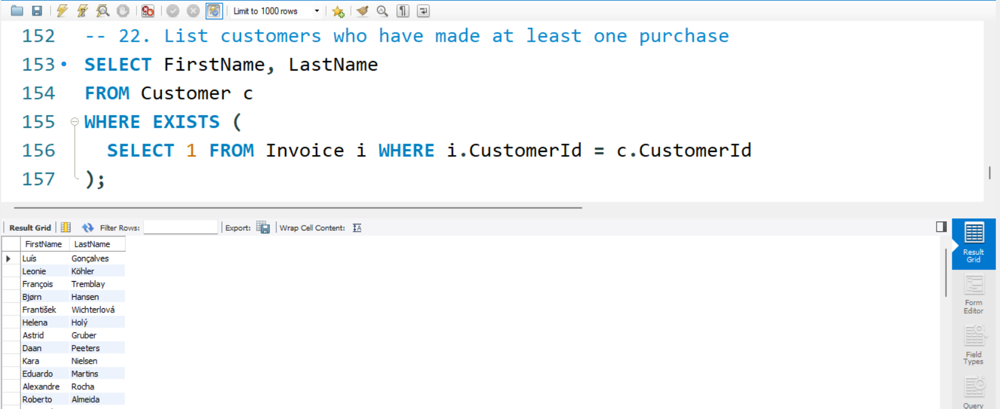 Limit to 1000 rows
152 -- 22. List customers who have made at least one purchase
153 SELECT FirstName, LastName
154 FROM Customer c
155 WHERE EXISTS (
156 SELECT 1 FROM Invoice i WHERE i.CustomerId = c.CustomerId
157 );
Result Grid Filter Rows: Export: Wrap Cell Content:
FirstName LastName
Luís Gonçalves
Leonie Köhler
François Tremblay
Bjørn Hansen
František Wichterlová
Helena Holý
Astrid Gruber
Daan Peeters
Kara Nielsen
Eduardo Martins
Alexandre Rocha
Roberto Almeida
Result
Grid
Form
Editor
Field
Types
Query